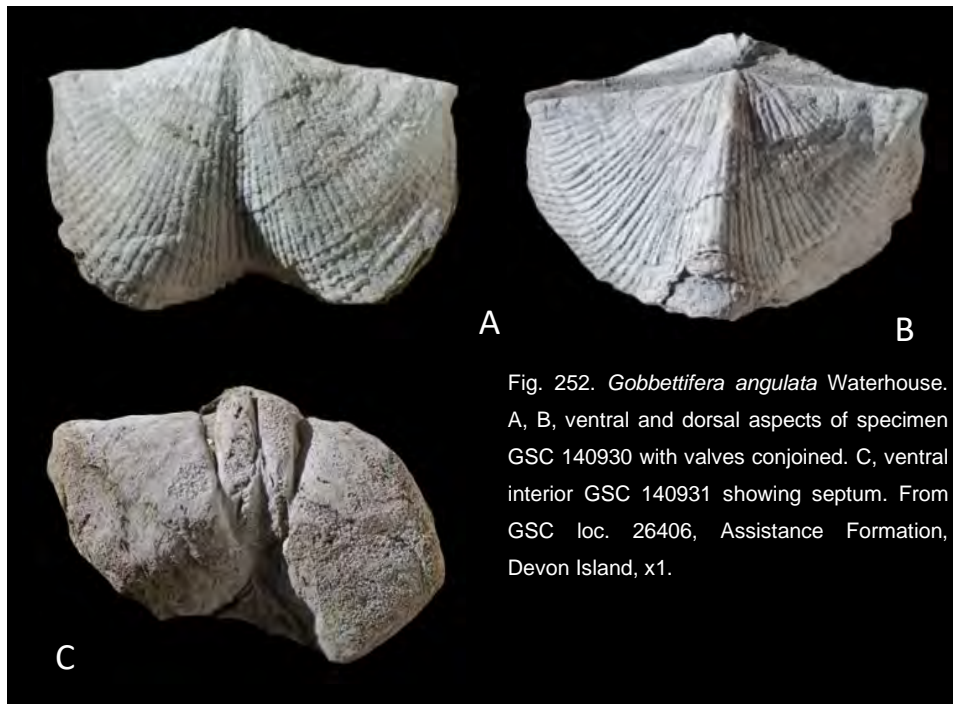 A
B
Fig. 252. Gobbettifera angulata Waterhouse.
A, B, ventral and dorsal aspects of specimen
GSC 140930 with valves conjoined. C, ventral
interior GSC 140931 showing septum. From
GSC loc. 26406, Assistance Formation,
Devon Island, x1.
C